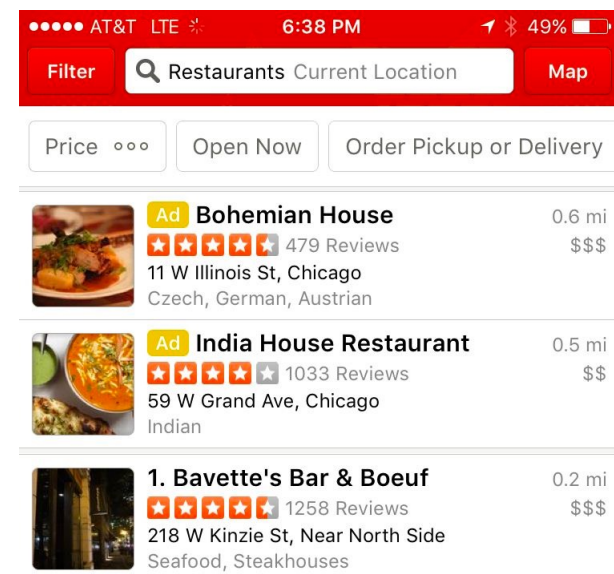 AT&T LTE 6:38 PM 49%
Filter Restaurants Current Location Map
Price Open Now Order Pickup or Delivery
Ad Bohemian House 0.6 mi
479 Reviews $$$
11 W Illinois St, Chicago
Czech, German, Austrian
Ad India House Restaurant 0.5 mi
1033 Reviews $$
59 W Grand Ave, Chicago
Indian
1. Bavette's Bar & Boeuf 0.2 mi
1258 Reviews $$$
218 W Kinzie St, Near North Side
Seafood, Steakhouses